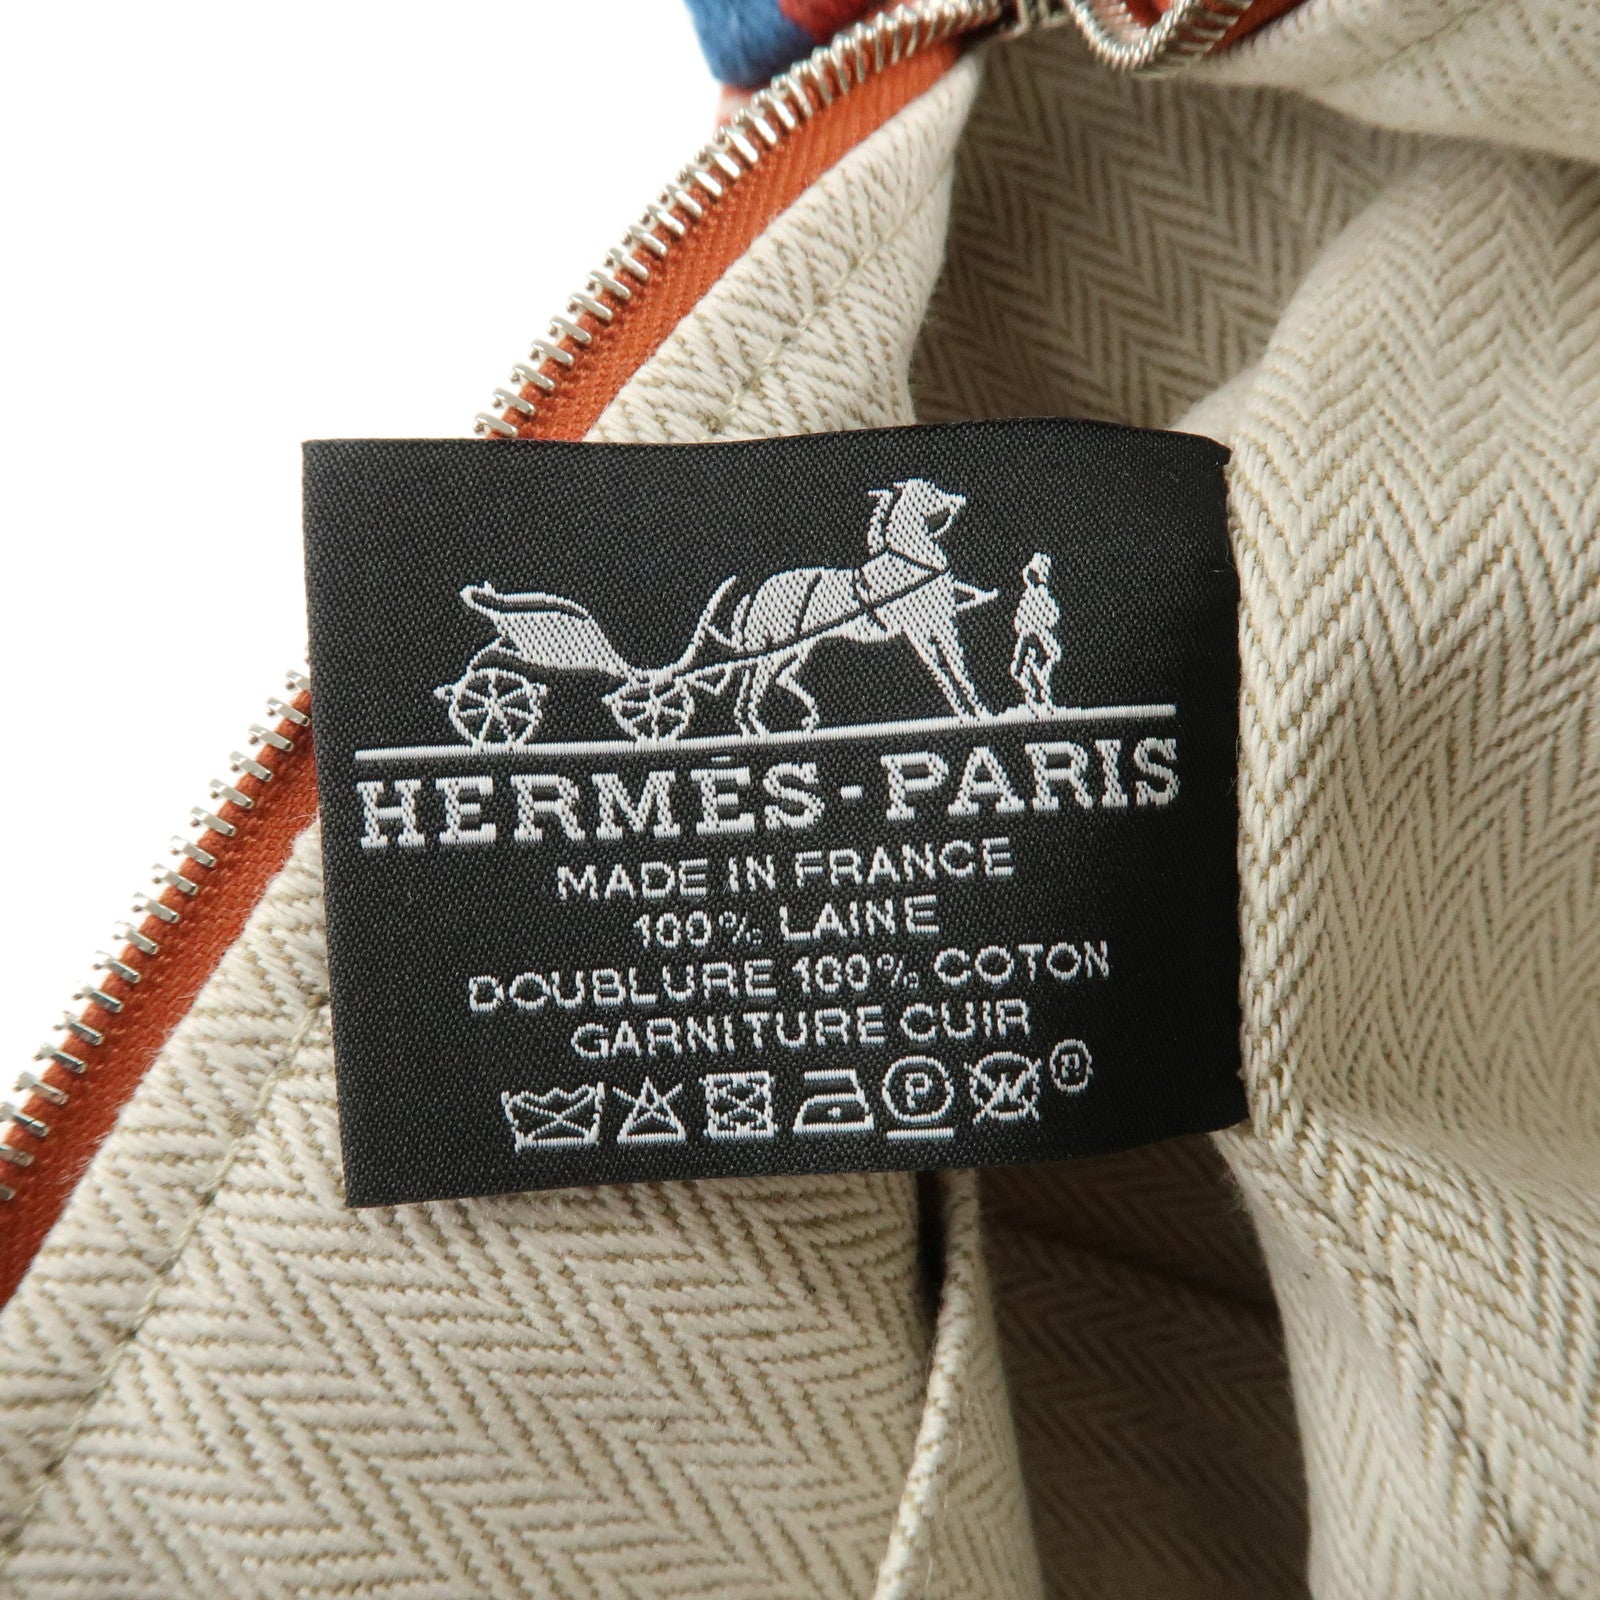 HERMÈS-PARIS
MADE IN FRANCE
100% LAINE
DOUBLURE 100% COTON
GARNITURE CUIR
P ®